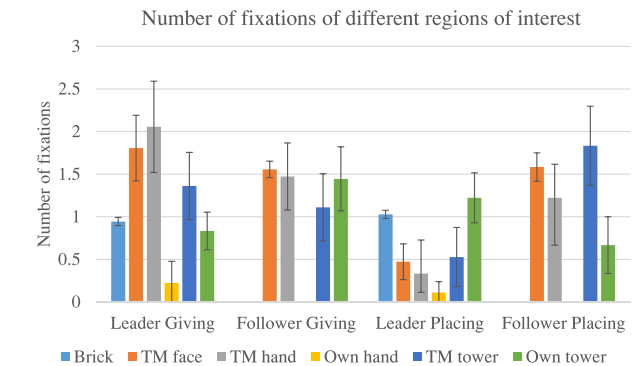 Number of fixations of different regions of interest
3
2.5
2
1.5
1
0.5
0
Number of fixations
Leader Giving Follower Giving Leader Placing Follower Placing
Brick TM face TM hand Own hand TM tower Own tower